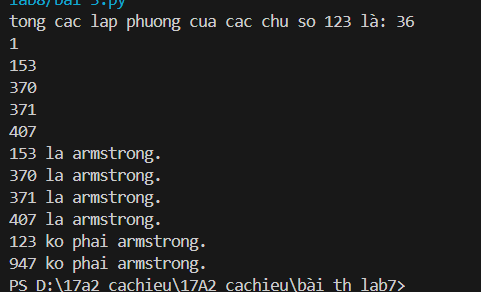 lab8/bai 3.py
tong cac lap phuong cua cac chu so 123 là: 36
1
153
370
371
407
153 la armstrong.
370 la armstrong.
371 la armstrong.
407 la armstrong.
123 ko phai armstrong.
947 ko phai armstrong.
PS D:\17a2 cachieu\17A2 cachieu\bài th lab7>